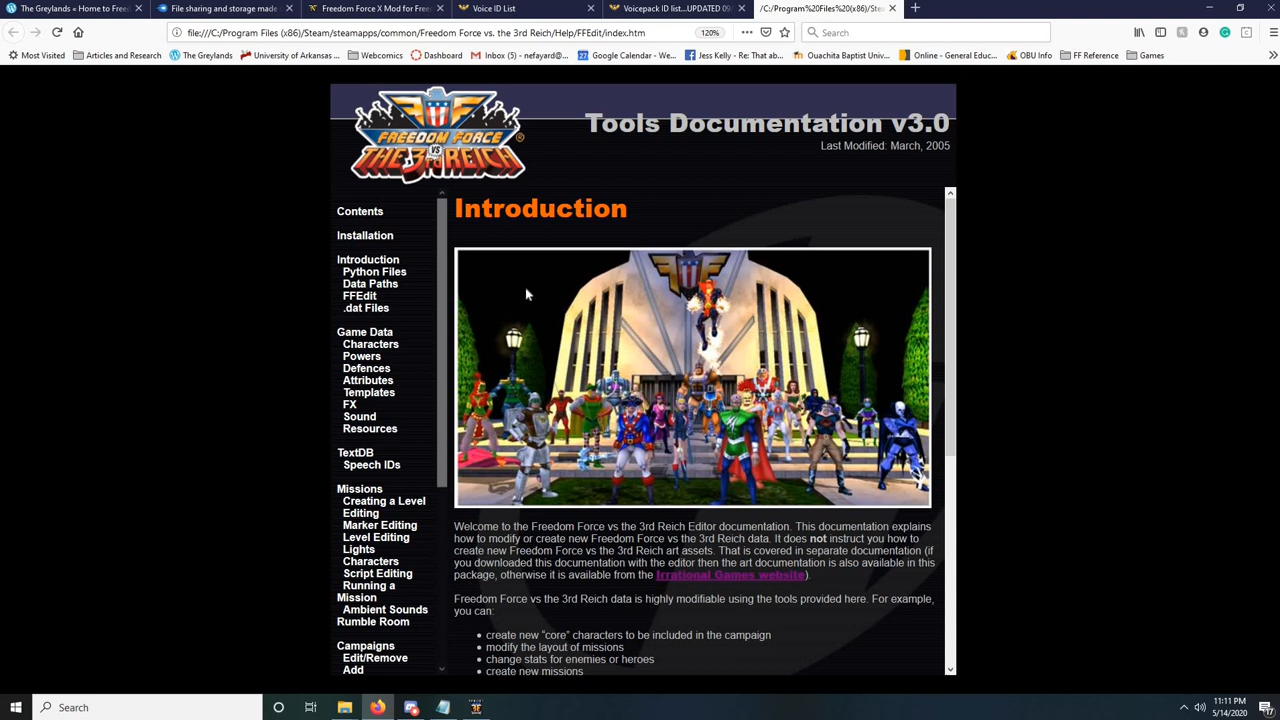 The Greylands « Home to Freed
File sharing and storage made
Freedom Force X Mod for Free
Voice ID List
Voicepack ID list...UPDATED 09
/C:/Program%20Files%20(x86)/Stea
file:///C:/Program Files (x86)/Steam/steamapps/common/Freedom Force vs. the 3rd Reich/Help/FFEdit/index.htm
120%
Search
Most Visited
Articles and Research
The Greylands
University of Arkansas ...
Webcomics
Dashboard
Inbox (5) - nefayard@...
Google Calendar - We...
Jess Kelly - Re: That ab...
Ouachita Baptist Univ...
Online - General Educ...
OBU Info
FF Reference
Games
FREEDOM FORCE
VS
THE 3RD REICH
Tools Documentation v3.0
Last Modified: March, 2005
Contents
Installation
Introduction
Python Files
Data Paths
FFEdit
.dat Files
Game Data
Characters
Powers
Defences
Attributes
Templates
FX
Sound
Resources
TextDB
Speech IDs
Missions
Creating a Level
Editing
Marker Editing
Level Editing
Lights
Characters
Script Editing
Running a
Mission
Ambient Sounds
Rumble Room
Campaigns
Edit/Remove
Add
Introduction
Welcome to the Freedom Force vs the 3rd Reich Editor documentation. This documentation explains
how to modify or create new Freedom Force vs the 3rd Reich data. It does not instruct you how to
create new Freedom Force vs the 3rd Reich art assets. That is covered in separate documentation (if
you downloaded this documentation with the editor then the art documentation is also available in this
package, otherwise it is available from the Irrational Games website).
Freedom Force vs the 3rd Reich data is highly modifiable using the tools provided here. For example,
you can:
• create new “core” characters to be included in the campaign
• modify the layout of missions
• change stats for enemies or heroes
• create new missions
Search
11:11 PM
5/14/2020